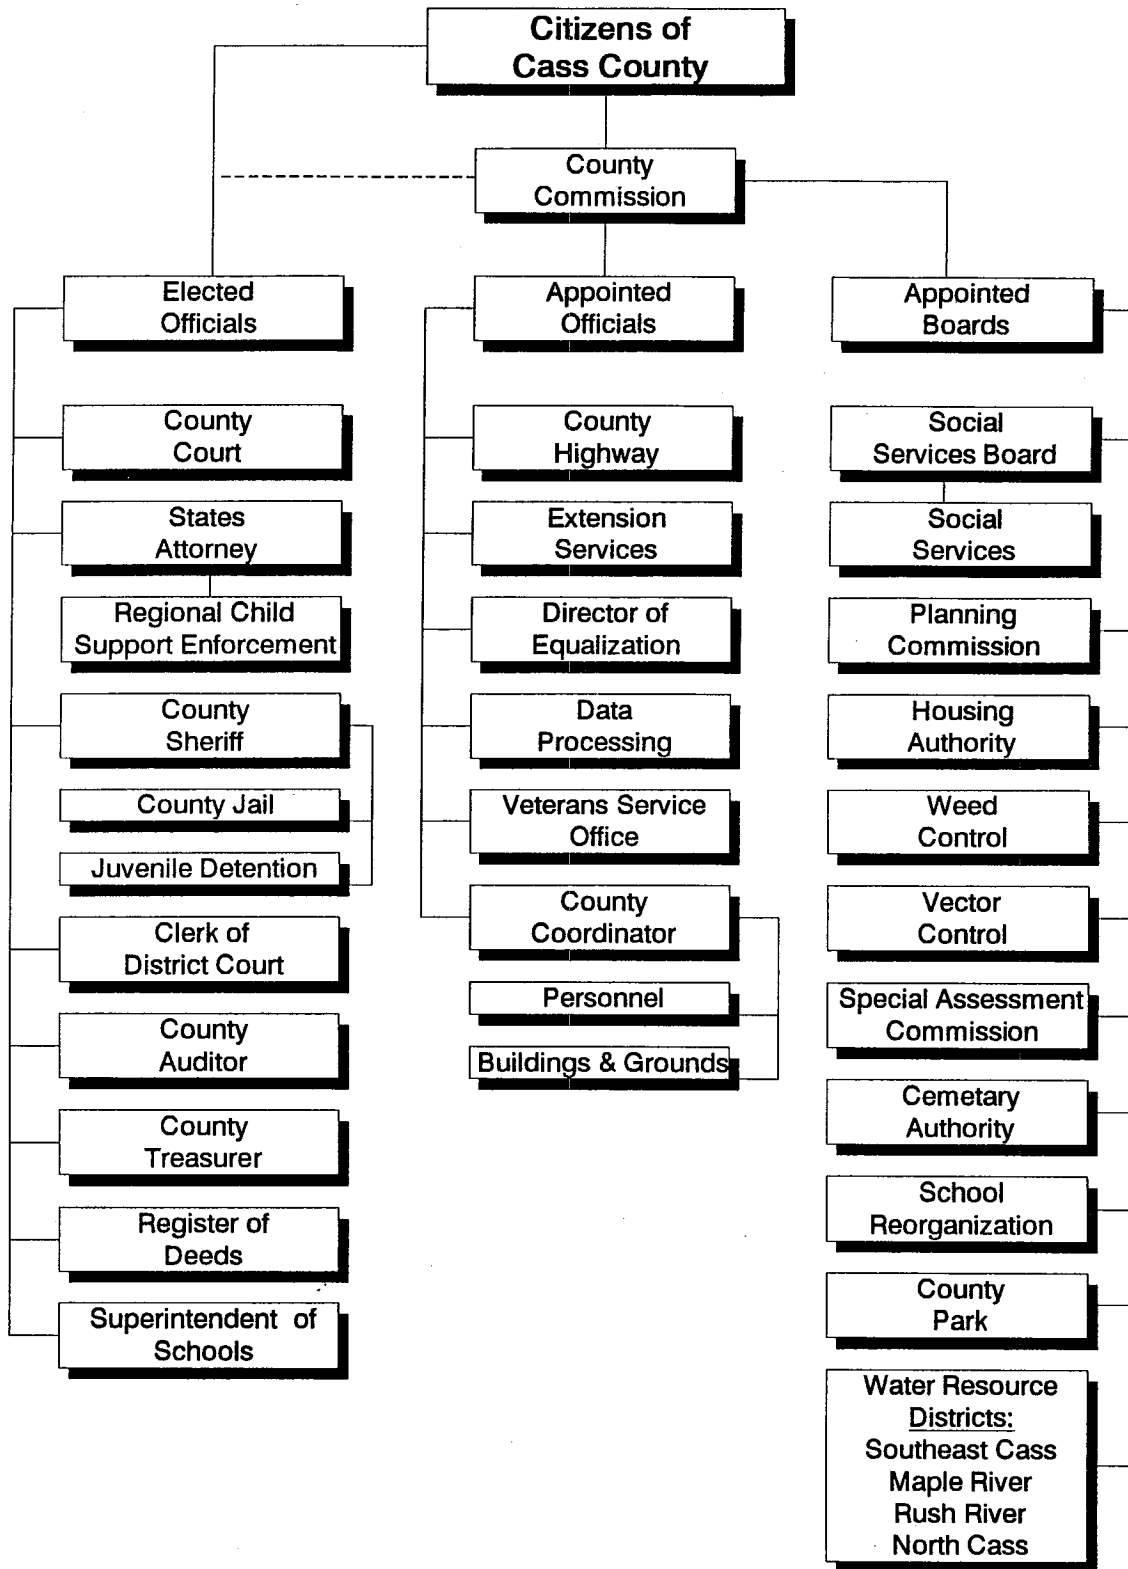 Citizens of
Cass County
County
Commission
Elected
Officials
County
Court
States
Attorney
Regional Child
Support Enforcement
County
Sheriff
County Jail
Juvenile Detention
Clerk of
District Court
County
Auditor
County
Treasurer
Register of
Deeds
Superintendent of
Schools
Appointed
Officials
County
Highway
Extension
Services
Director of
Equalization
Data
Processing
Veterans Service
Office
County
Coordinator
Personnel
Buildings & Grounds
Appointed
Boards
Social
Services Board
Social
Services
Planning
Commission
Housing
Authority
Weed
Control
Vector
Control
Special Assessment
Commission
Cemetary
Authority
School
Reorganization
County
Park
Water Resource
Districts:
Southeast Cass
Maple River
Rush River
North Cass